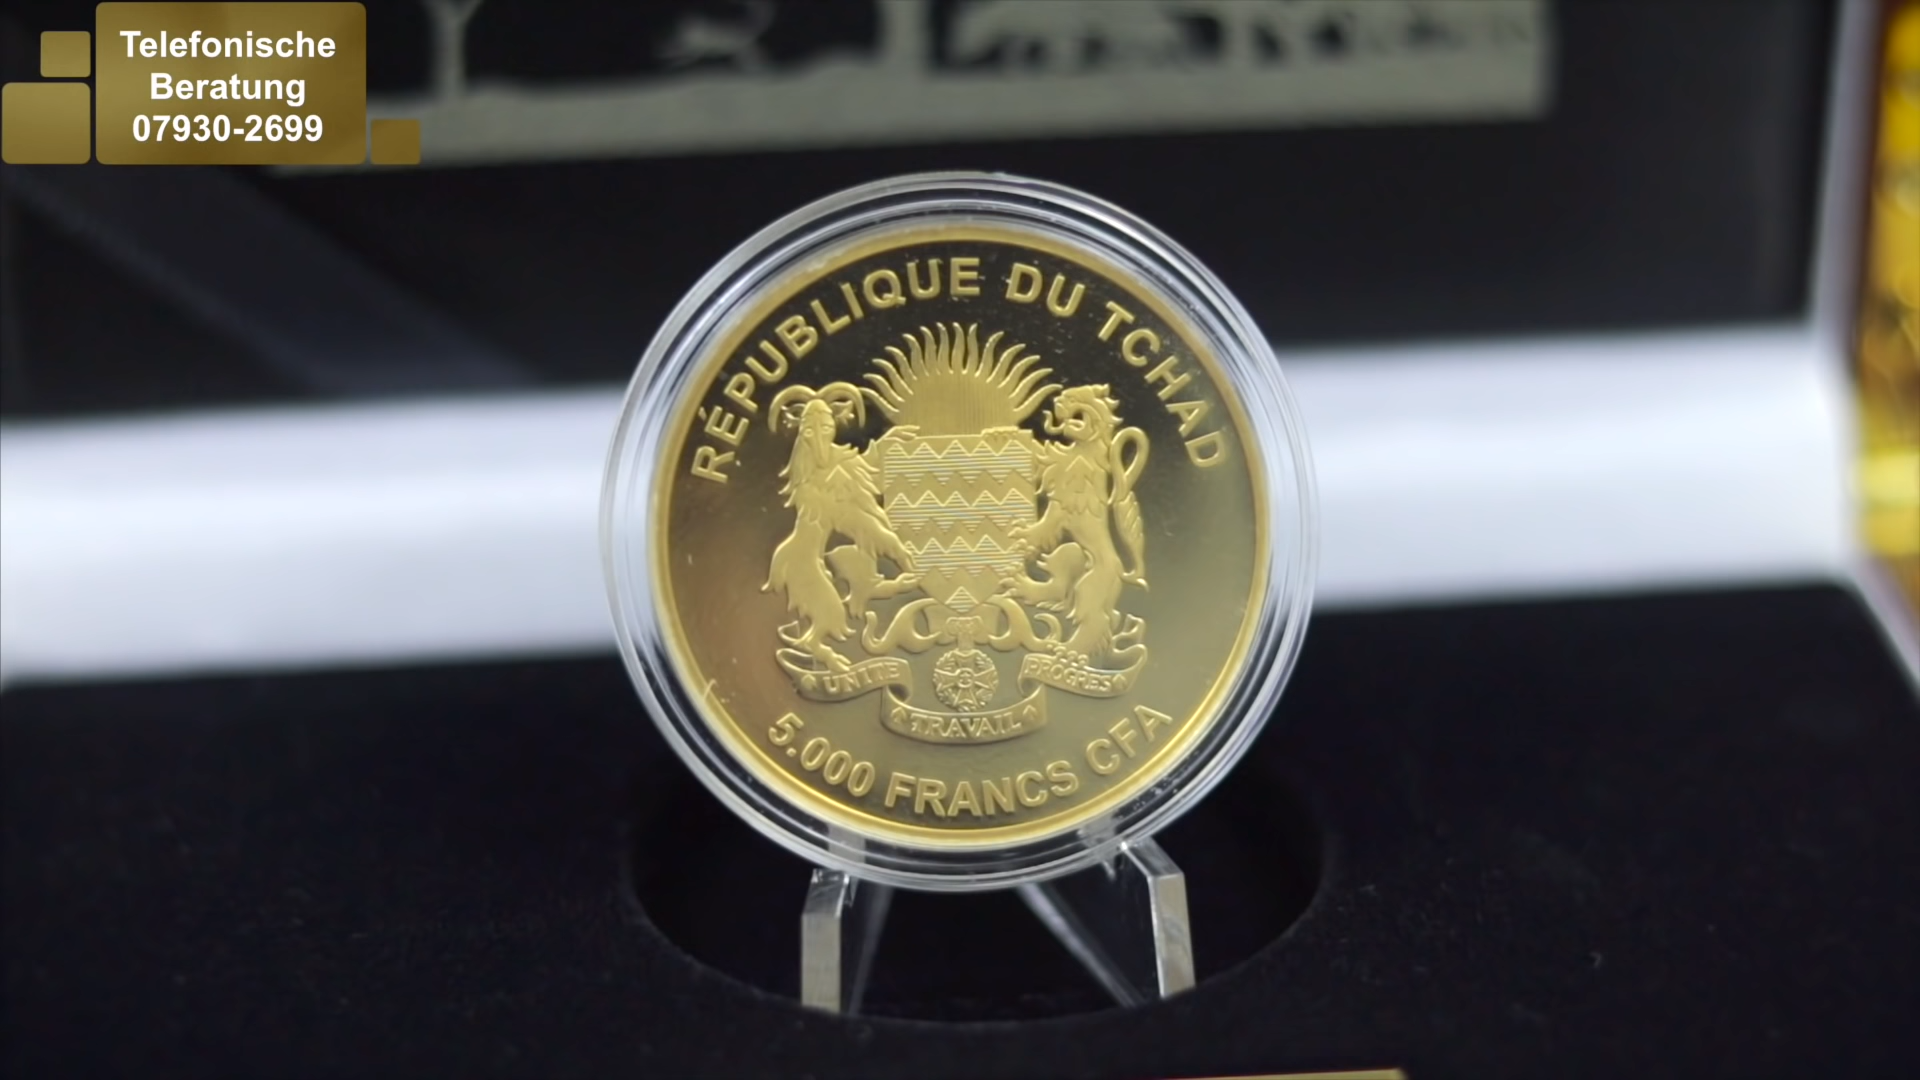 Telefonische
Beratung
07930-2699
RÉPUBLIQUE DU TCHAD
UNITE
PROGRES
TRAVAIL
5.000 FRANCS CFA